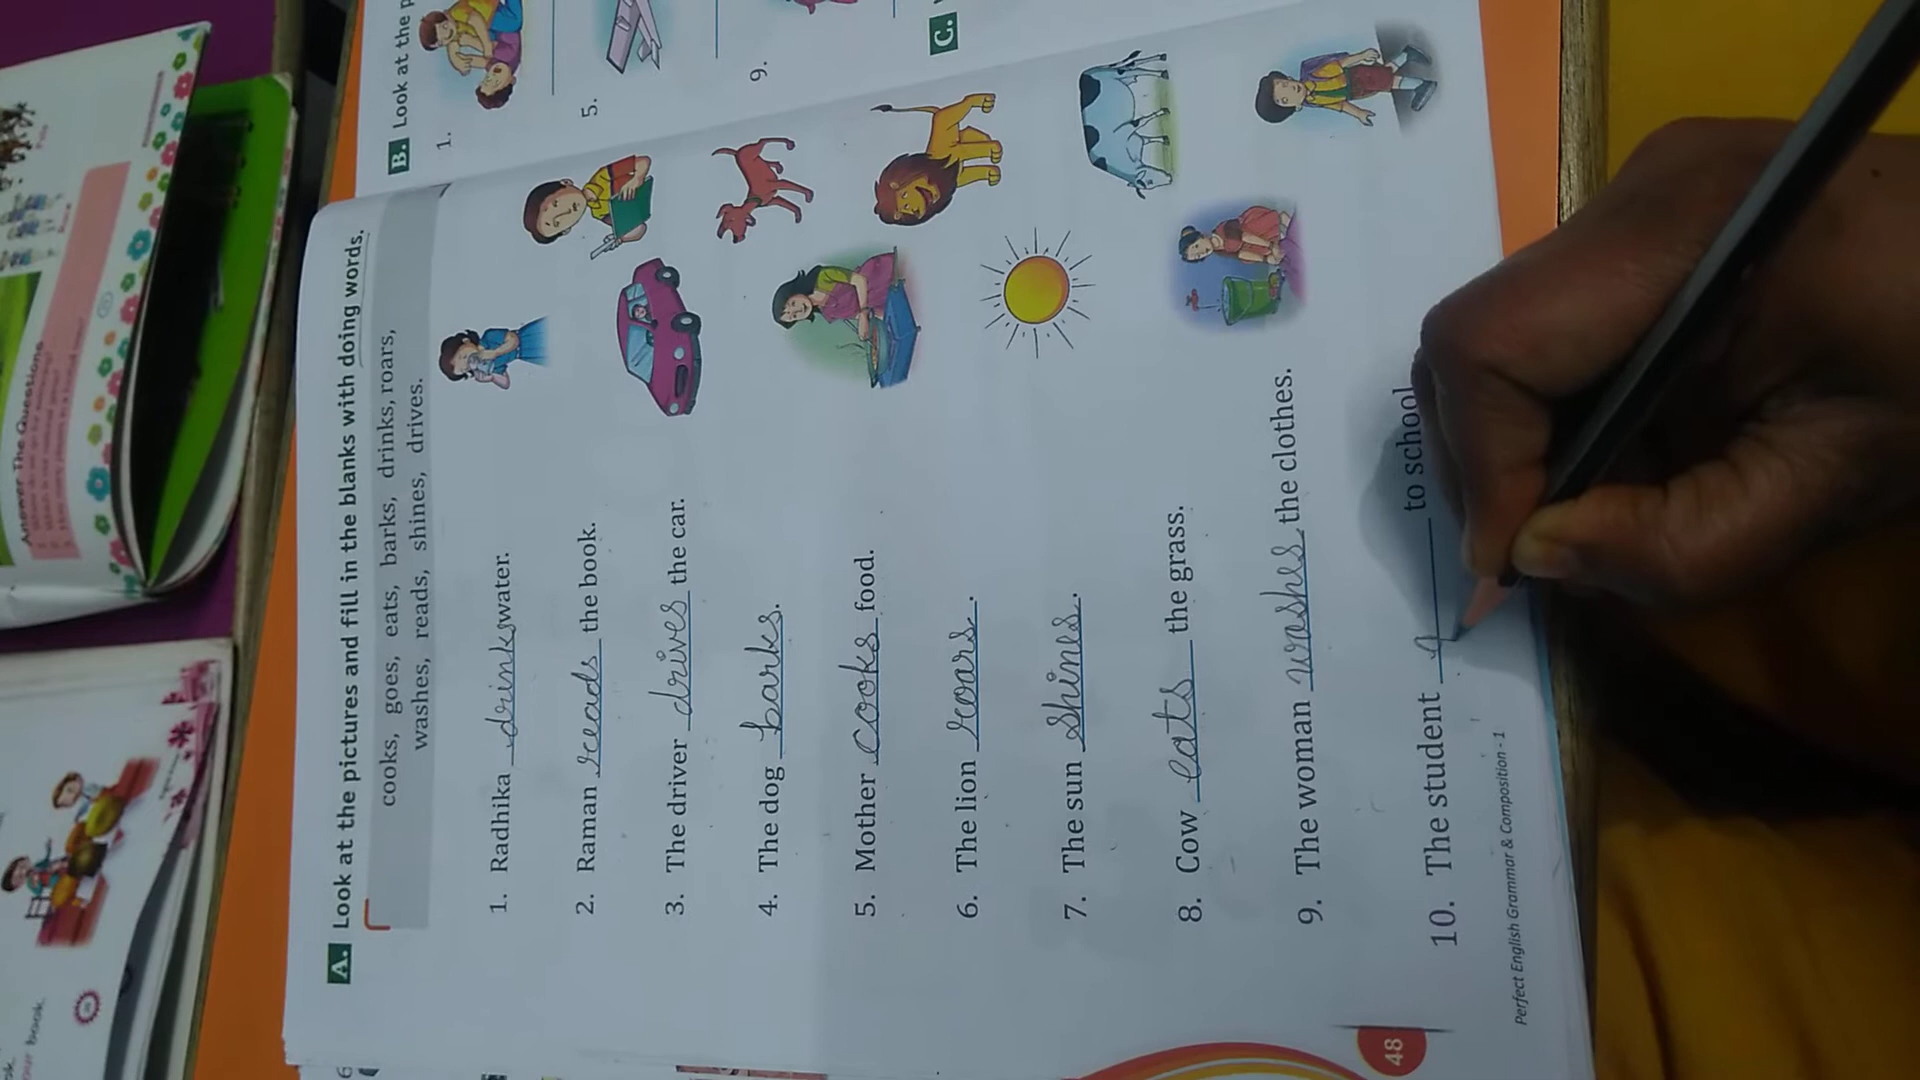 A. Look at the pictures and fill in the blanks with doing words.
cooks, goes, eats, barks, drinks, roars,
washes, reads, shines, drives.
1. Radhika drinks water.
2. Raman reads the book.
3. The driver drives the car.
4. The dog barks.
5. Mother cooks food.
6. The lion roars.
7. The sun shines.
8. Cow eats the grass.
9. The woman washes the clothes.
10. The student g to school
Perfect English Grammar & Composition - 1
48
B. Look at the p
1.
5.
9.
C.
Answer The Questions
book.